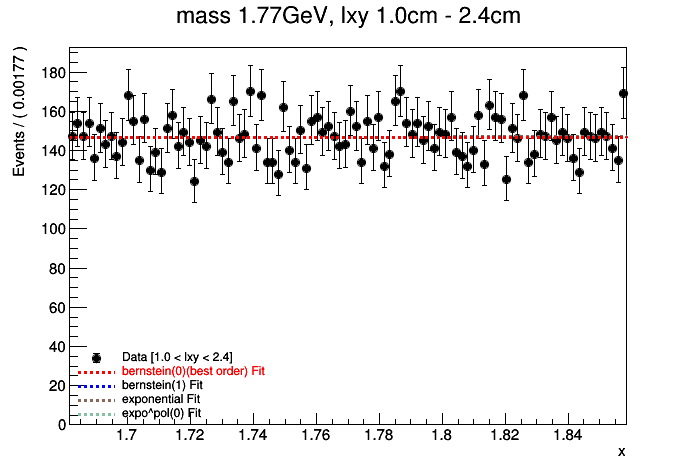 mass 1.77GeV, lxy 1.0cm - 2.4cm
Events / ( 0.00177 )
180
160
140
120
100
80
60
40
20
0
Data [1.0 < lxy < 2.4]
bernstein(0)(best order) Fit
bernstein(1) Fit
exponential Fit
expo^pol(0) Fit
1.7 1.72 1.74 1.76 1.78 1.8 1.82 1.84
x